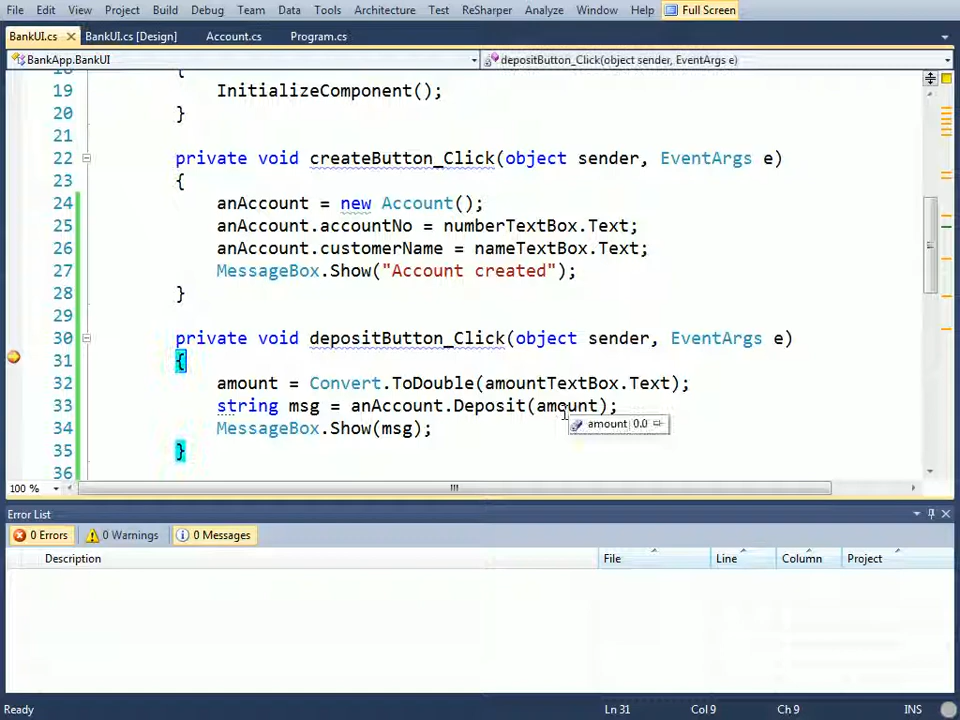 File Edit View Project Build Debug Team Data Tools Architecture Test ReSharper Analyze Window Help Full Screen
BankUI.cs BankUI.cs [Design] Account.cs Program.cs
BankApp.BankUI depositButton_Click(object sender, EventArgs e)
18 {
19 InitializeComponent();
20 }
21
22 private void createButton_Click(object sender, EventArgs e)
23 {
24 anAccount = new Account();
25 anAccount.accountNo = numberTextBox.Text;
26 anAccount.customerName = nameTextBox.Text;
27 MessageBox.Show("Account created");
28 }
29
30 private void depositButton_Click(object sender, EventArgs e)
31 {
32 amount = Convert.ToDouble(amountTextBox.Text);
33 string msg = anAccount.Deposit(amount);
amount 0.0
34 MessageBox.Show(msg);
35 }
36
100 %
Error List
0 Errors 0 Warnings 0 Messages
Description File Line Column Project
Ready Ln 31 Col 9 Ch 9 INS